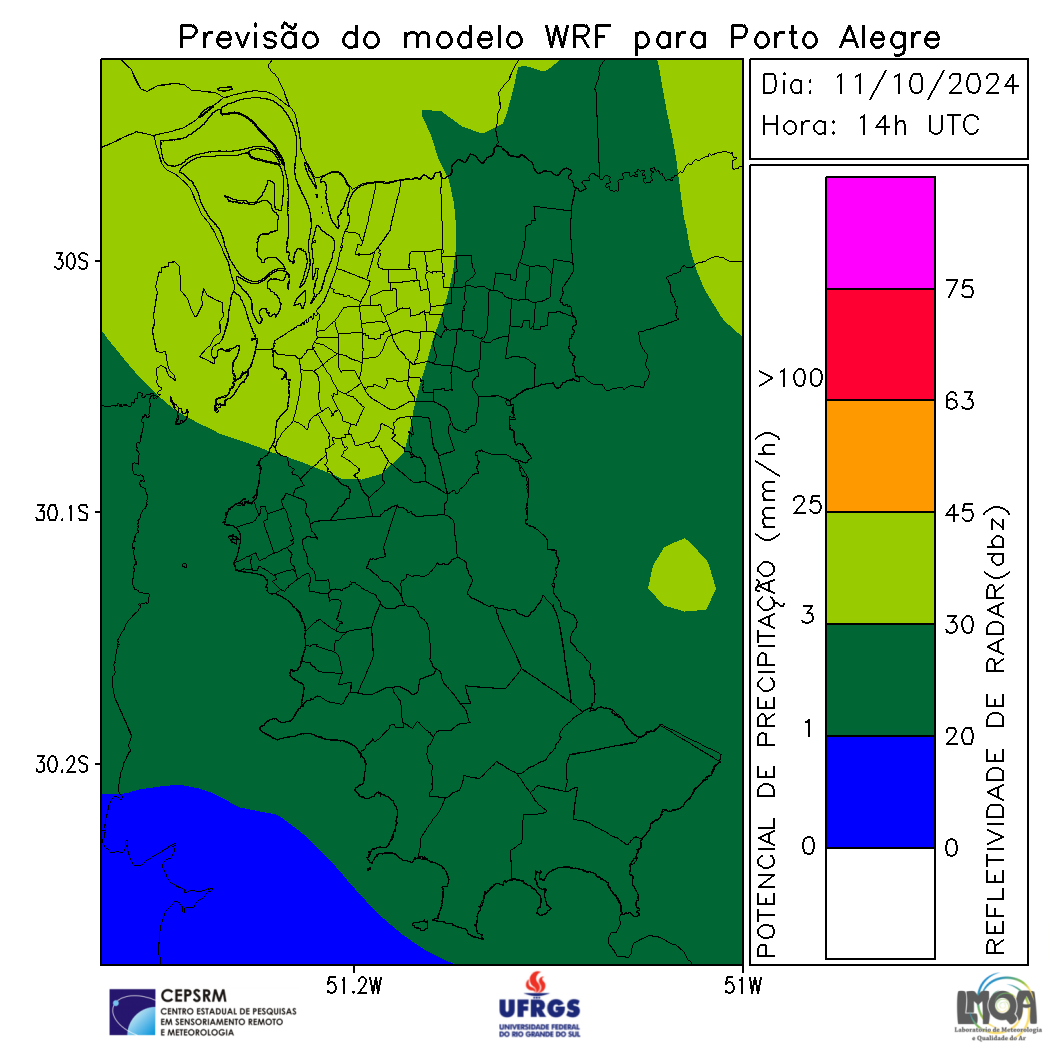 Previsão do modelo WRF para Porto Alegre
Dia: 11/10/2024
Hora: 14h UTC
30S
30.1S
30.2S
51.2W
51W
POTENCIAL DE PRECIPITAÇÃO (mm/h)
>100
25
3
1
0
75
63
45
30
20
0
REFLETIVIDADE DE RADAR(dbz)
CEPSRM
CENTRO ESTADUAL DE PESQUISAS
EM SENSORIAMENTO REMOTO
E METEOROLOGIA
UFRGS
UNIVERSIDADE FEDERAL
DO RIO GRANDE DO SUL
LMQA
Laboratório de Meteorologia
e Qualidade do Ar